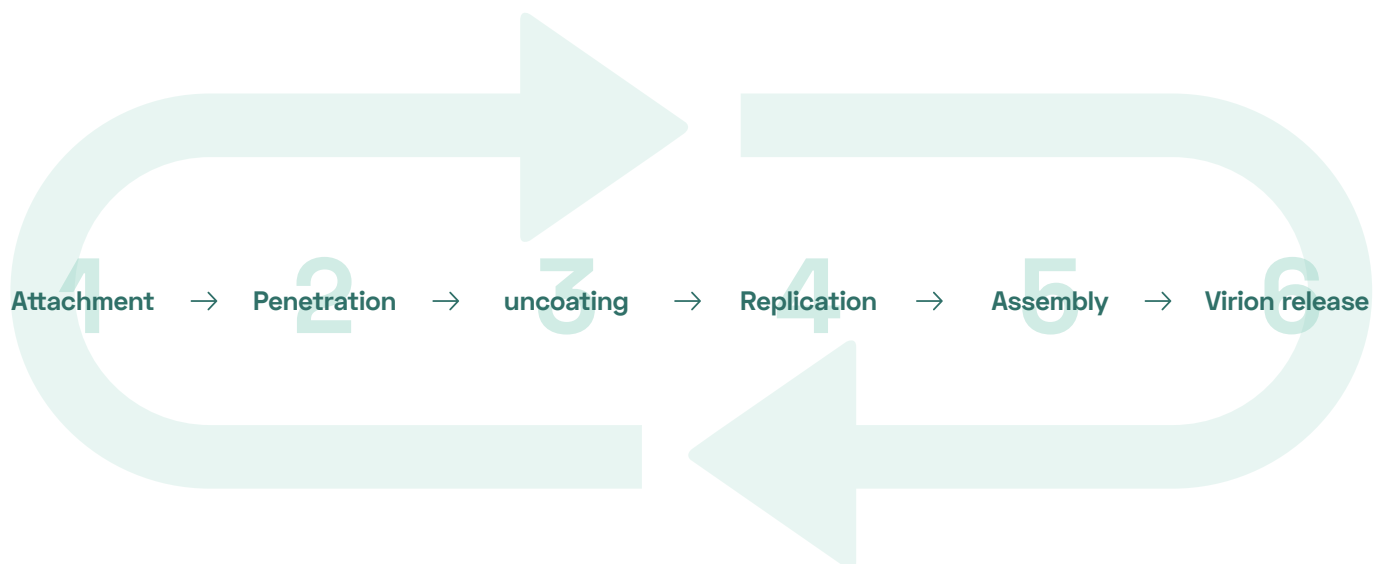 1 2 3 4 5 6
Attachment → Penetration → uncoating → Replication → Assembly → Virion release